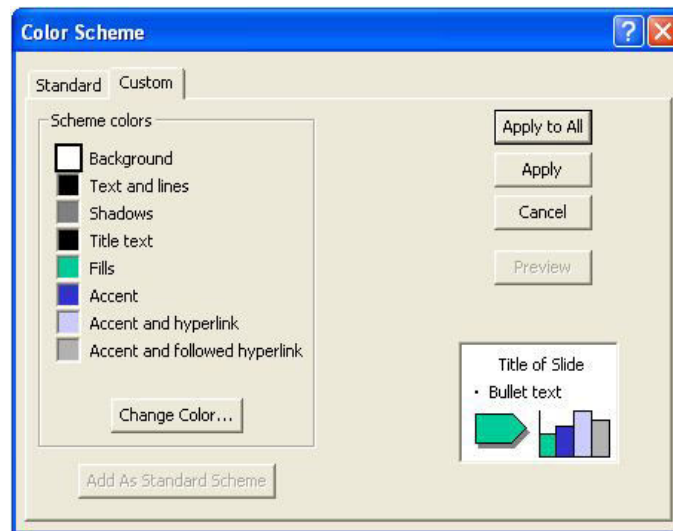 Color Scheme
Standard Custom
Scheme colors
Background
Text and lines
Shadows
Title text
Fills
Accent
Accent and hyperlink
Accent and followed hyperlink
Change Color...
Add As Standard Scheme
Apply to All
Apply
Cancel
Preview
Title of Slide
• Bullet text